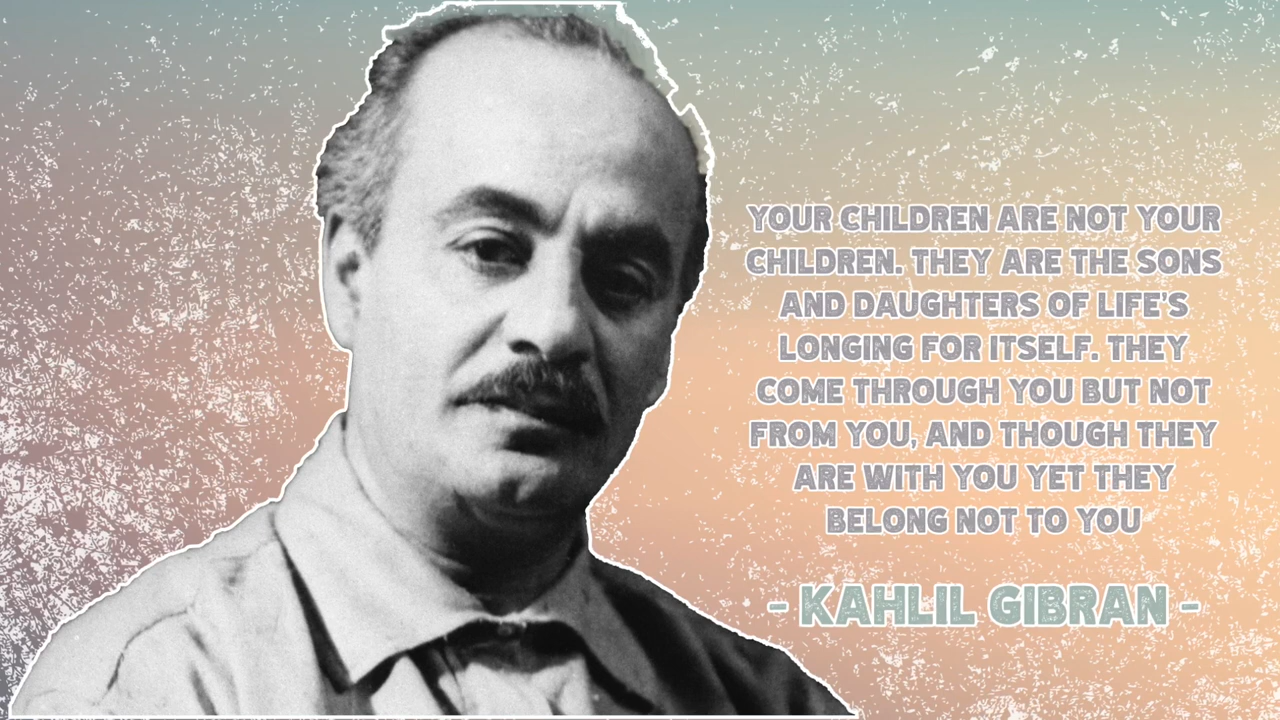 YOUR CHILDREN ARE NOT YOUR
CHILDREN. THEY ARE THE SONS
AND DAUGHTERS OF LIFE'S
LONGING FOR ITSELF. THEY
COME THROUGH YOU BUT NOT
FROM YOU, AND THOUGH THEY
ARE WITH YOU YET THEY
BELONG NOT TO YOU
- KAHLIL GIBRAN -